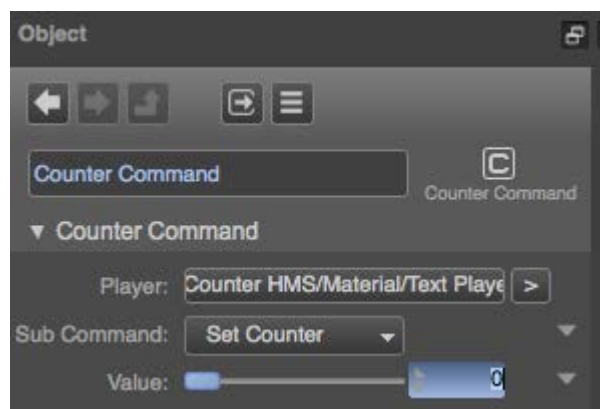 Object
Counter Command
C
Counter Command
▼ Counter Command
Player: Counter HMS/Material/Text Playe >
Sub Command: Set Counter
Value: 0